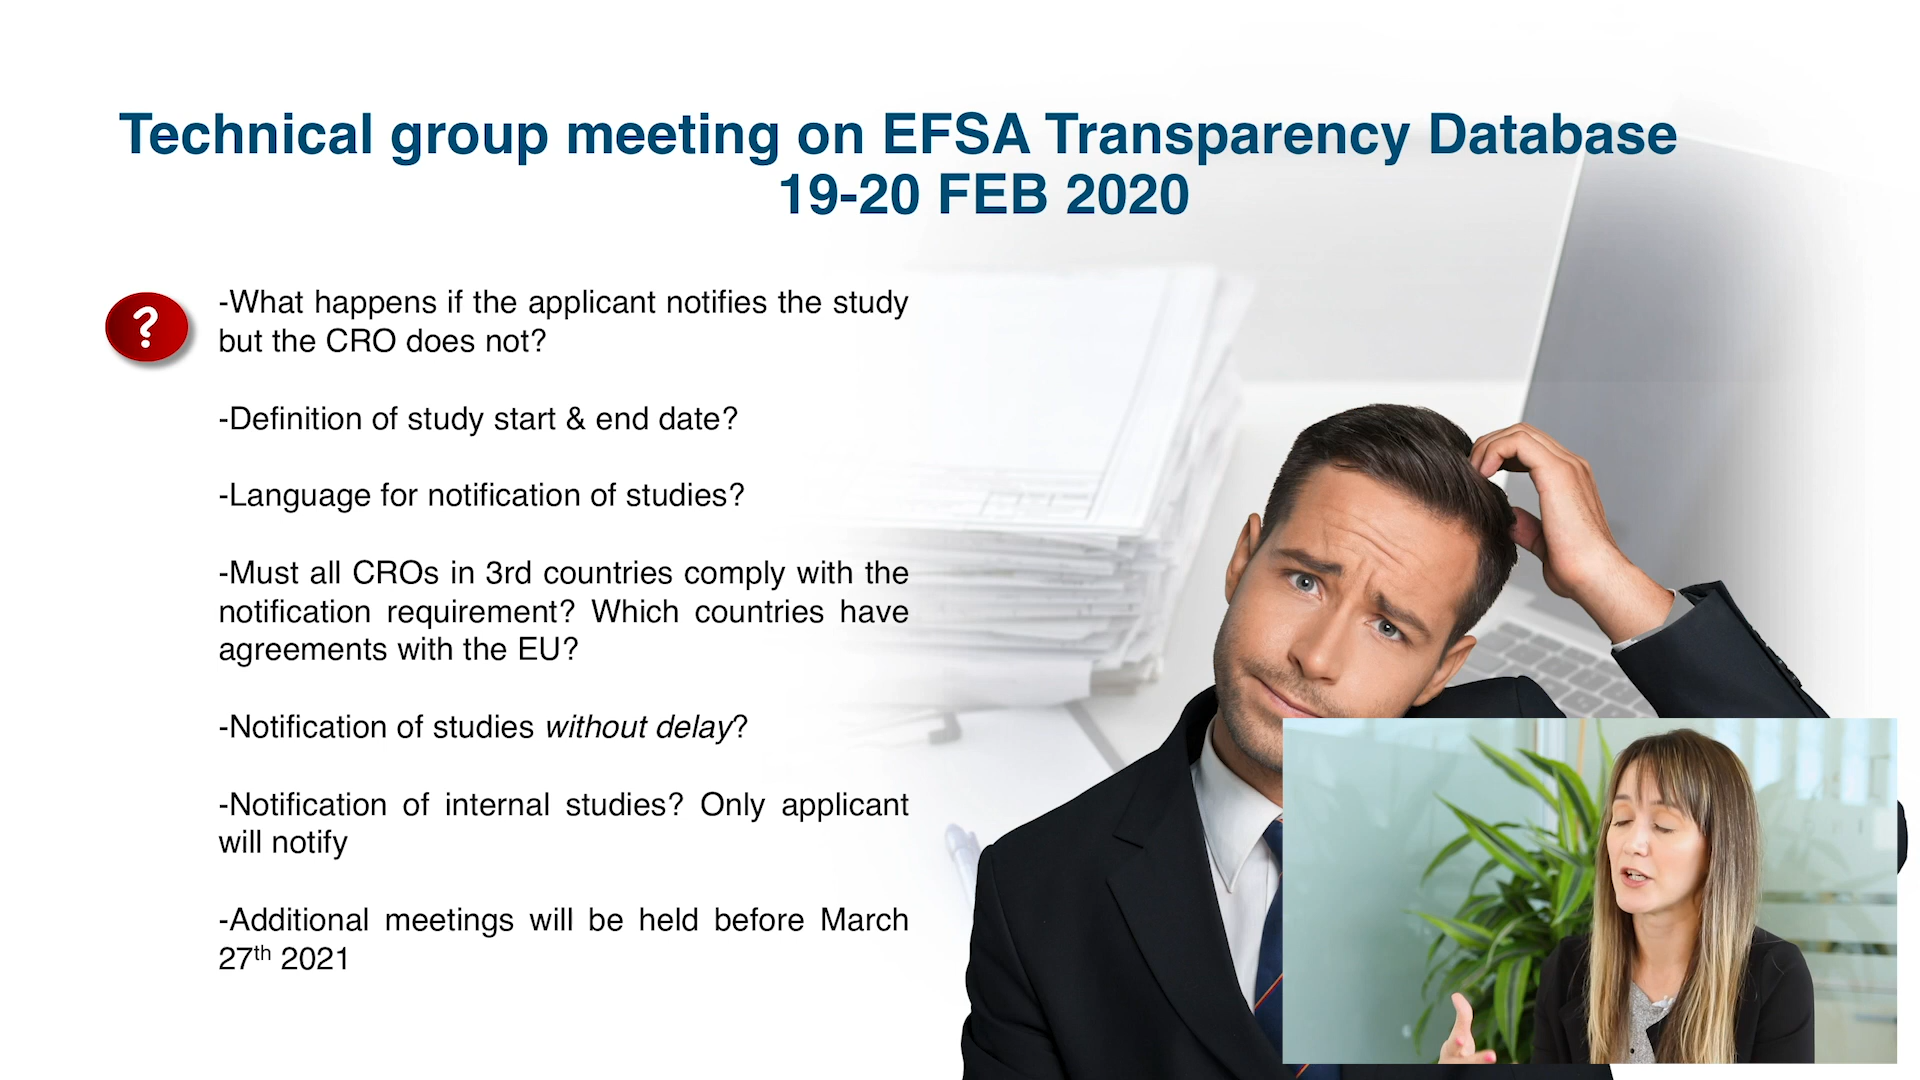 Technical group meeting on EFSA Transparency Database
19-20 FEB 2020
?
-What happens if the applicant notifies the study
but the CRO does not?
-Definition of study start & end date?
-Language for notification of studies?
-Must all CROs in 3rd countries comply with the
notification requirement? Which countries have
agreements with the EU?
-Notification of studies without delay?
-Notification of internal studies? Only applicant
will notify
-Additional meetings will be held before March
27th 2021